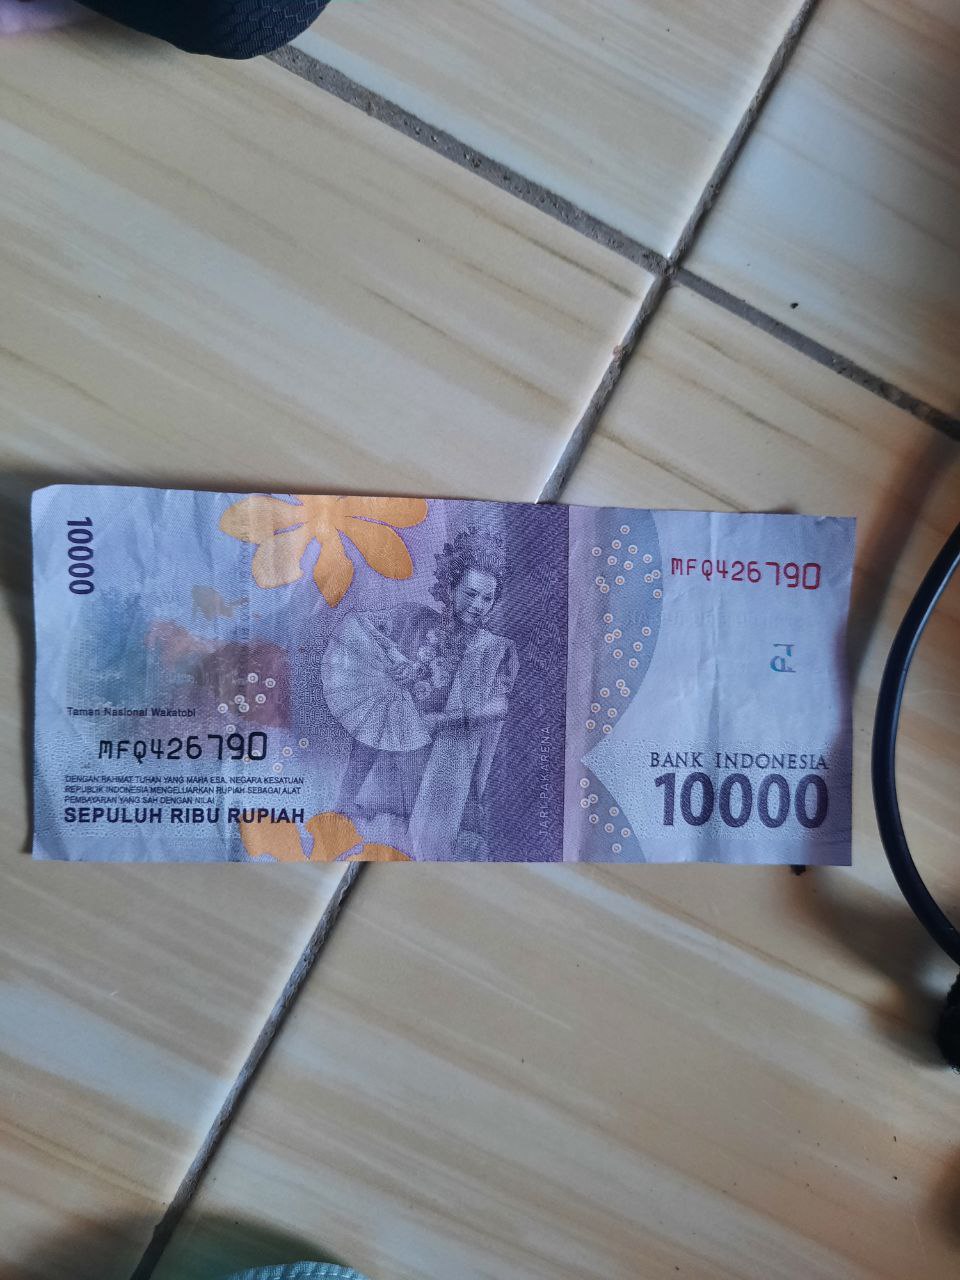 10000
MFQ426790
Taman Nasional Wakatobi
MFQ426790
DENGAN RAHMAT TUHAN YANG MAHA ESA, NEGARA KESATUAN
REPUBLIK INDONESIA MENGELUARKAN RUPIAH SEBAGAI ALAT
PEMBAYARAN YANG SAH DENGAN NILAI
SEPULUH RIBU RUPIAH
TARI PAKARENA
BANK INDONESIA
10000